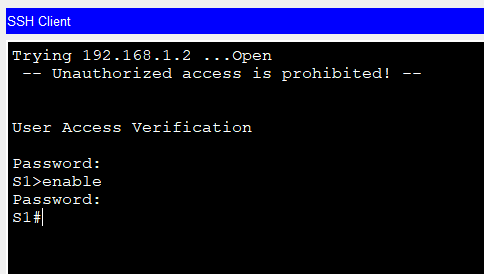 SSH Client
Trying 192.168.1.2 ...Open
-- Unauthorized access is prohibited! --
User Access Verification
Password:
S1>enable
Password:
S1#